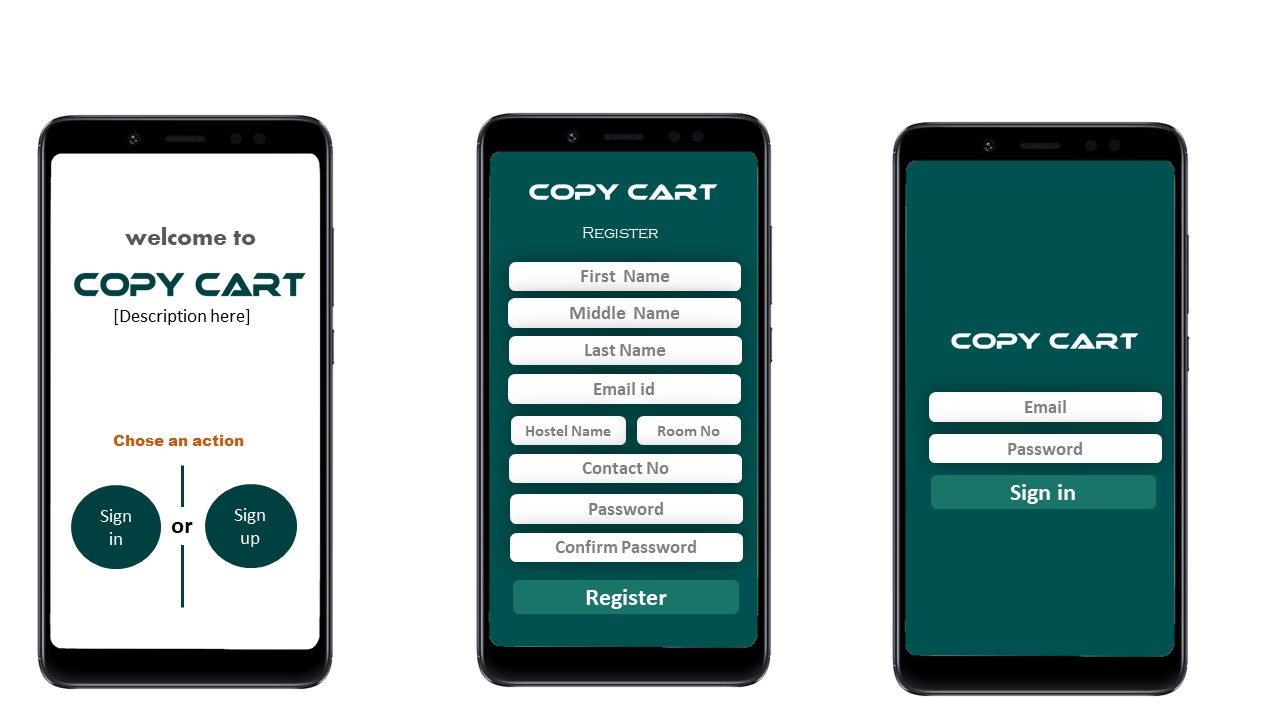 welcome to
COPY CART
[Description here]
Chose an action
Sign
in
or
Sign
up
COPY CART
Register
First Name
Middle Name
Last Name
Email id
Hostel Name
Room No
Contact No
Password
Confirm Password
Register
COPY CART
Email
Password
Sign in